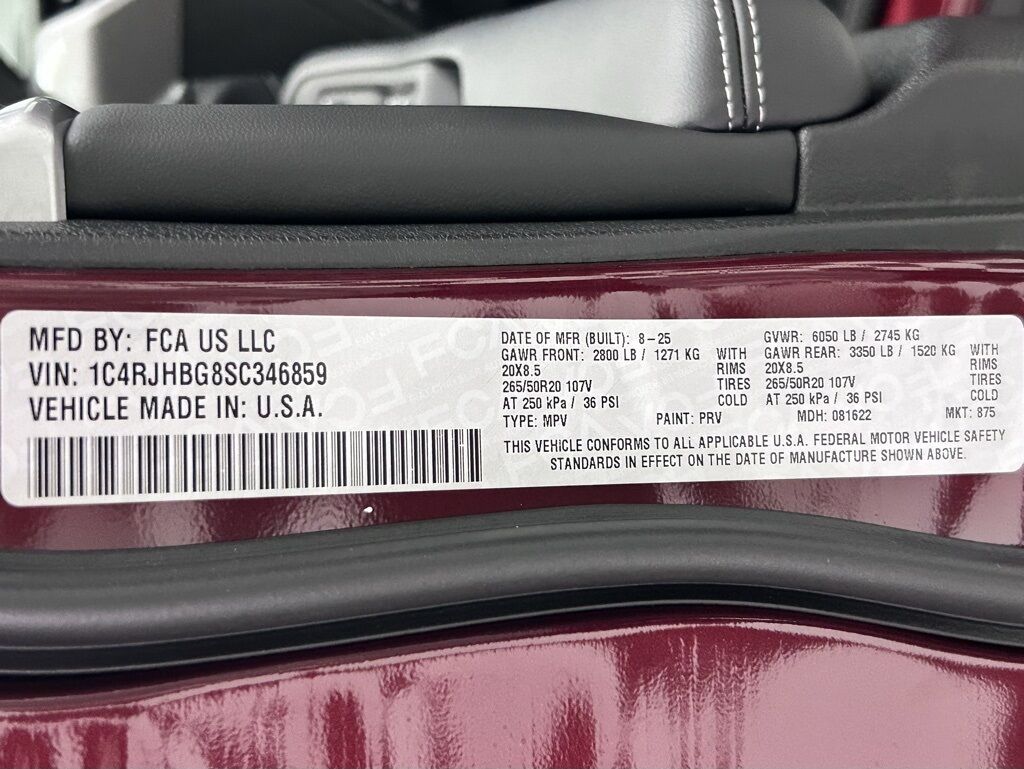 MFD BY: FCA US LLC
VIN: 1C4RJHBG8SC346859
VEHICLE MADE IN: U.S.A.
DATE OF MFR (BUILT): 8-25
GAWR FRONT: 2800 LB / 1271 KG WITH
20X8.5 RIMS
265/50R20 107V TIRES
AT 250 kPa / 36 PSI COLD
GVWR: 6050 LB / 2745 KG
GAWR REAR: 3350 LB / 1520 KG WITH
20X8.5 RIMS
265/50R20 107V TIRES
AT 250 kPa / 36 PSI COLD
TYPE: MPV PAINT: PRV MDH: 081622 MKT: 875
THIS VEHICLE CONFORMS TO ALL APPLICABLE U.S.A. FEDERAL MOTOR VEHICLE SAFETY
STANDARDS IN EFFECT ON THE DATE OF MANUFACTURE SHOWN ABOVE.